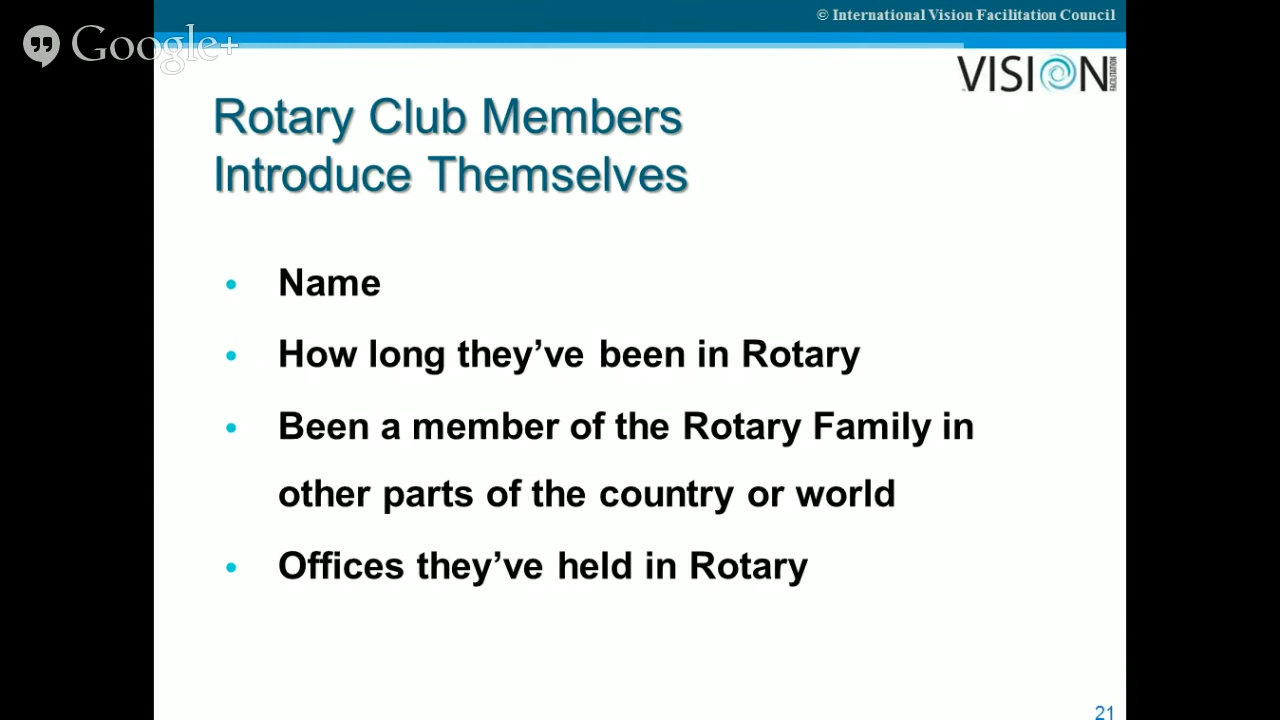 © International Vision Facilitation Council
Google+
VISION
FACILITATION
Rotary Club Members
Introduce Themselves
• Name
• How long they’ve been in Rotary
• Been a member of the Rotary Family in
other parts of the country or world
• Offices they’ve held in Rotary
21